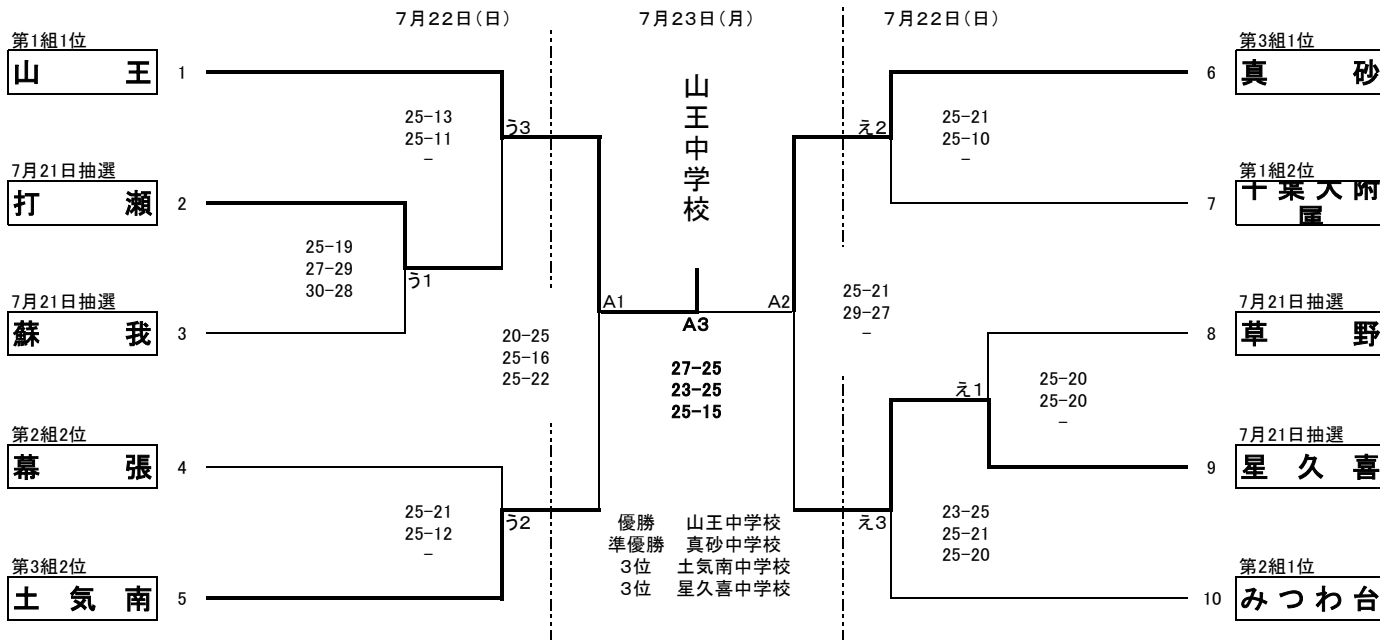 7月22日(日)
7月23日(月)
7月22日(日)
第1組1位
山 王
1
25-13
25-11
-
う3
7月21日抽選
打 瀬
2
25-19
27-29
30-28
う1
7月21日抽選
蘇 我
3
20-25
25-16
25-22
A1
第2組2位
幕 張
4
25-21
25-12
-
う2
第3組2位
土 気 南
5
山王中学校
A3
27-25
23-25
25-15
優勝 山王中学校
準優勝 真砂中学校
3位 土気南中学校
3位 星久喜中学校
第3組1位
真 砂
6
え2
25-21
25-10
-
第1組2位
千 葉 大 附
属
7
A2
25-21
29-27
-
7月21日抽選
草 野
8
え1
25-20
25-20
-
7月21日抽選
星 久 喜
9
え3
23-25
25-21
25-20
第2組1位
みつわ台
10